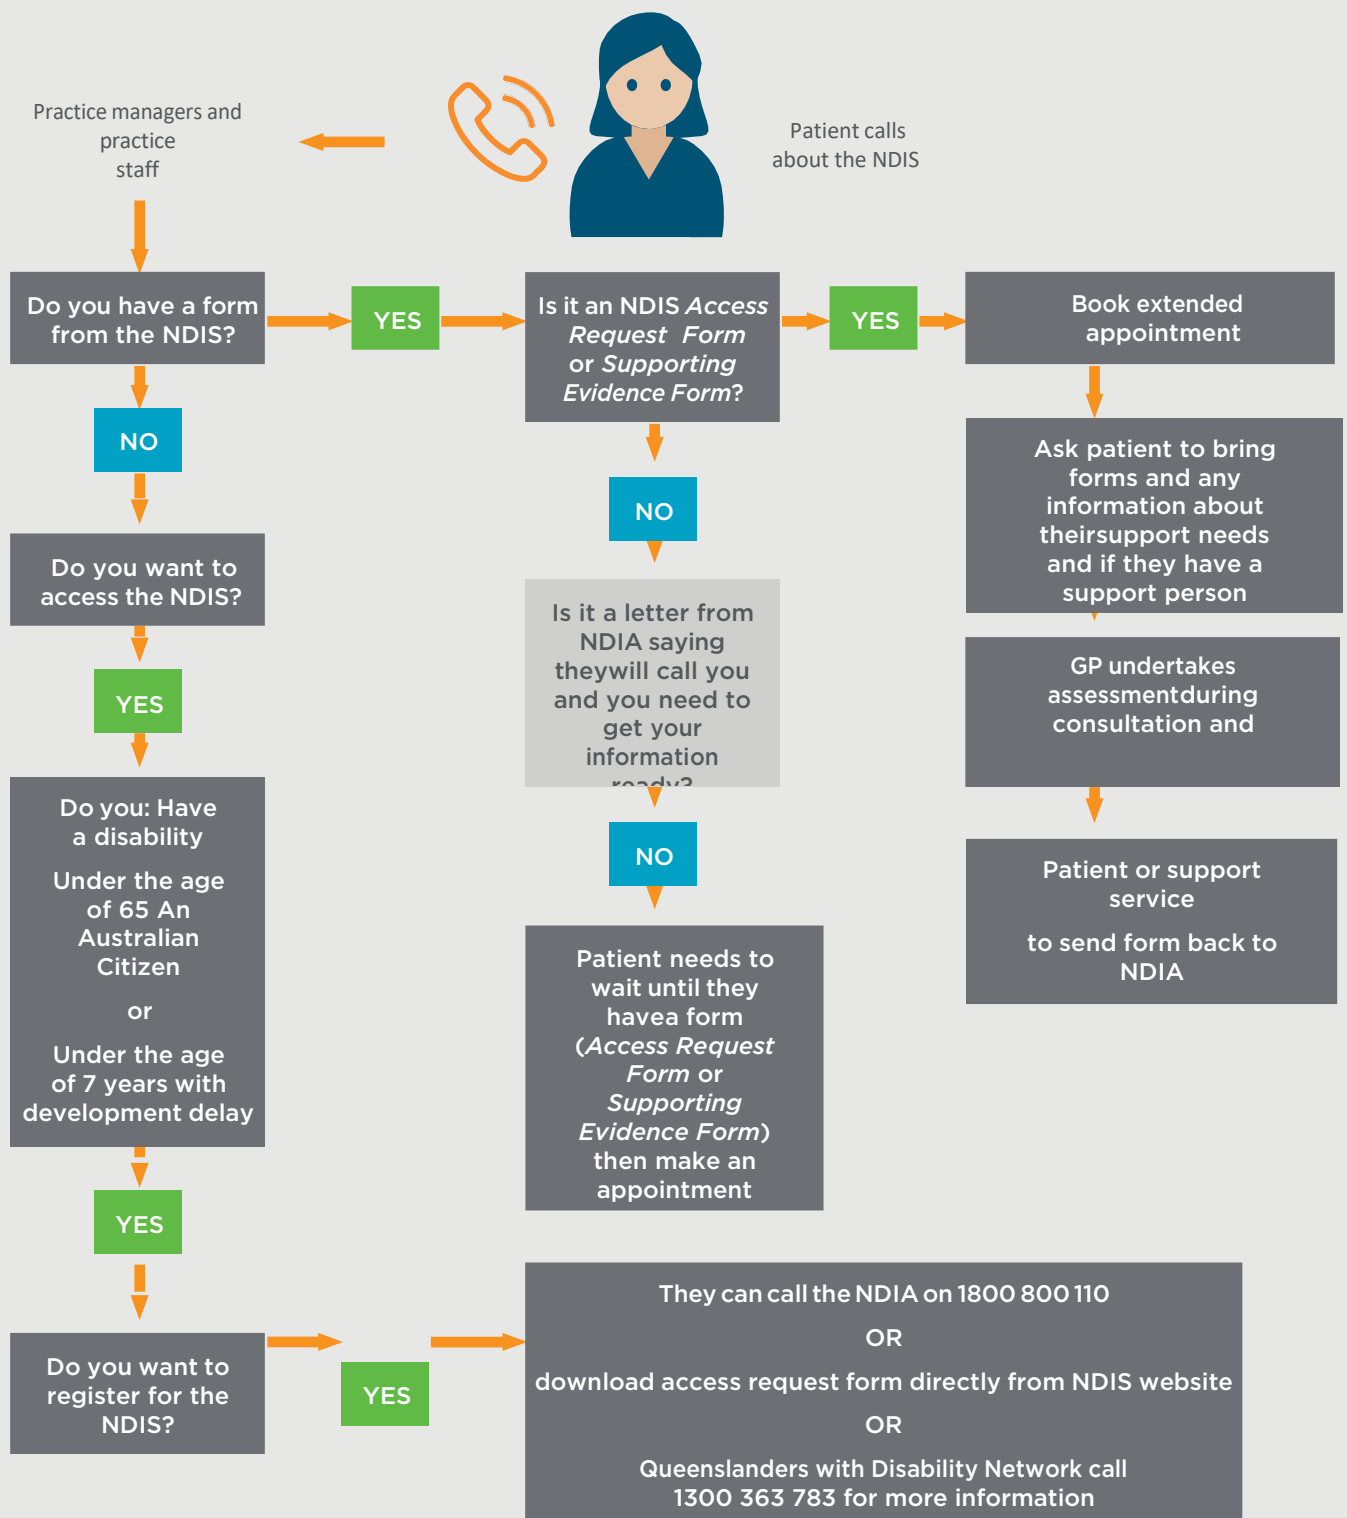 Practice managers and
practice
staff
Patient calls
about the NDIS
Do you have a form
from the NDIS?
YES
Is it an NDIS Access
Request Form
or Supporting
Evidence Form?
YES
Book extended
appointment
NO
Ask patient to bring
forms and any
information about
theirsupport needs
and if they have a
support person
NO
Do you want to
access the NDIS?
Is it a letter from
NDIA saying
theywill call you
and you need to
get your
information
ready?
GP undertakes
assessmentduring
consultation and
YES
Do you: Have
a disability
Under the age
of 65 An
Australian
Citizen
or
Under the age
of 7 years with
development delay
NO
Patient or support
service
to send form back to
NDIA
Patient needs to
wait until they
havea form
(Access Request
Form or
Supporting
Evidence Form)
then make an
appointment
YES
Do you want to
register for the
NDIS?
YES
They can call the NDIA on 1800 800 110
OR
download access request form directly from NDIS website
OR
Queenslanders with Disability Network call
1300 363 783 for more information